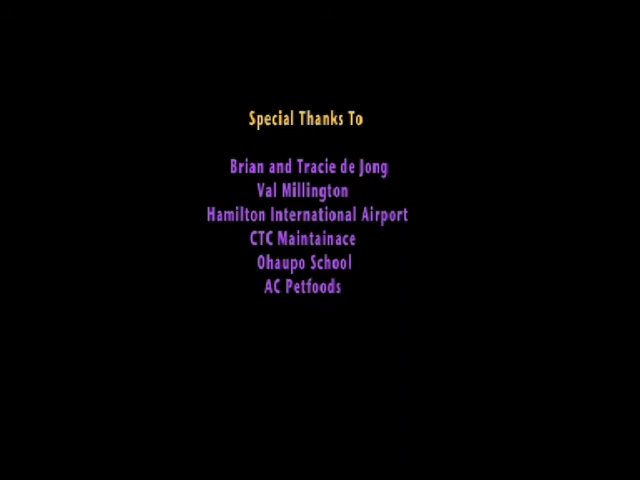 Special Thanks To
Brian and Tracie de Jong
Val Millington
Hamilton International Airport
CTC Maintainace
Ohaupo School
AC Petfoods